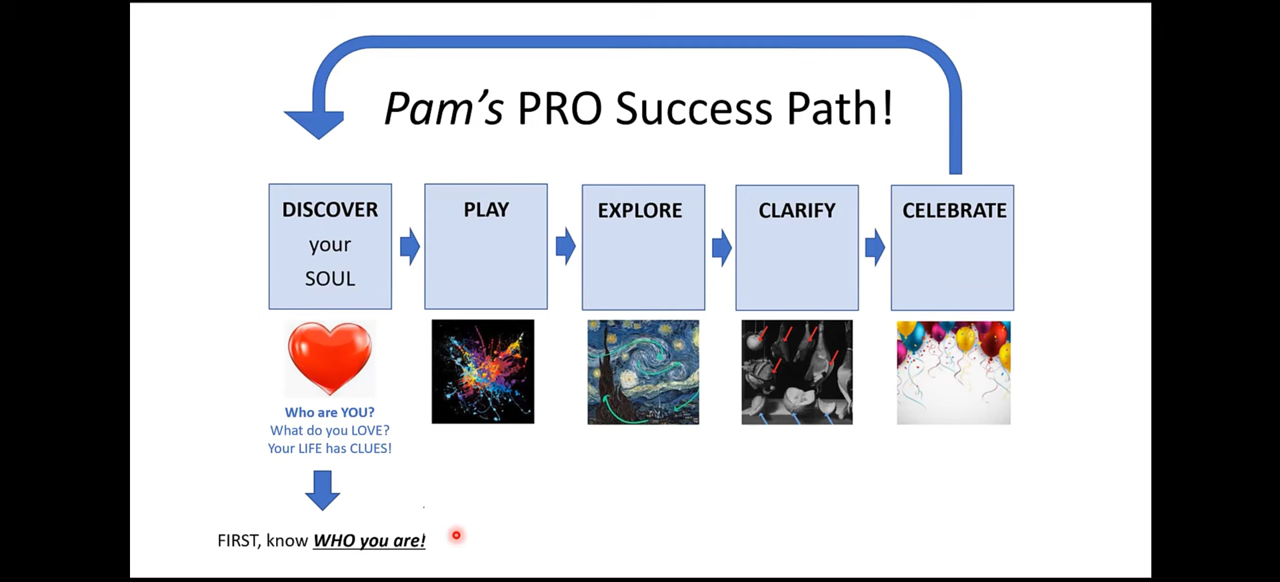 Pam's PRO Success Path!
DISCOVER
your
SOUL
PLAY
EXPLORE
CLARIFY
CELEBRATE
Who are YOU?
What do you LOVE?
Your LIFE has CLUES!
FIRST, know WHO you are!